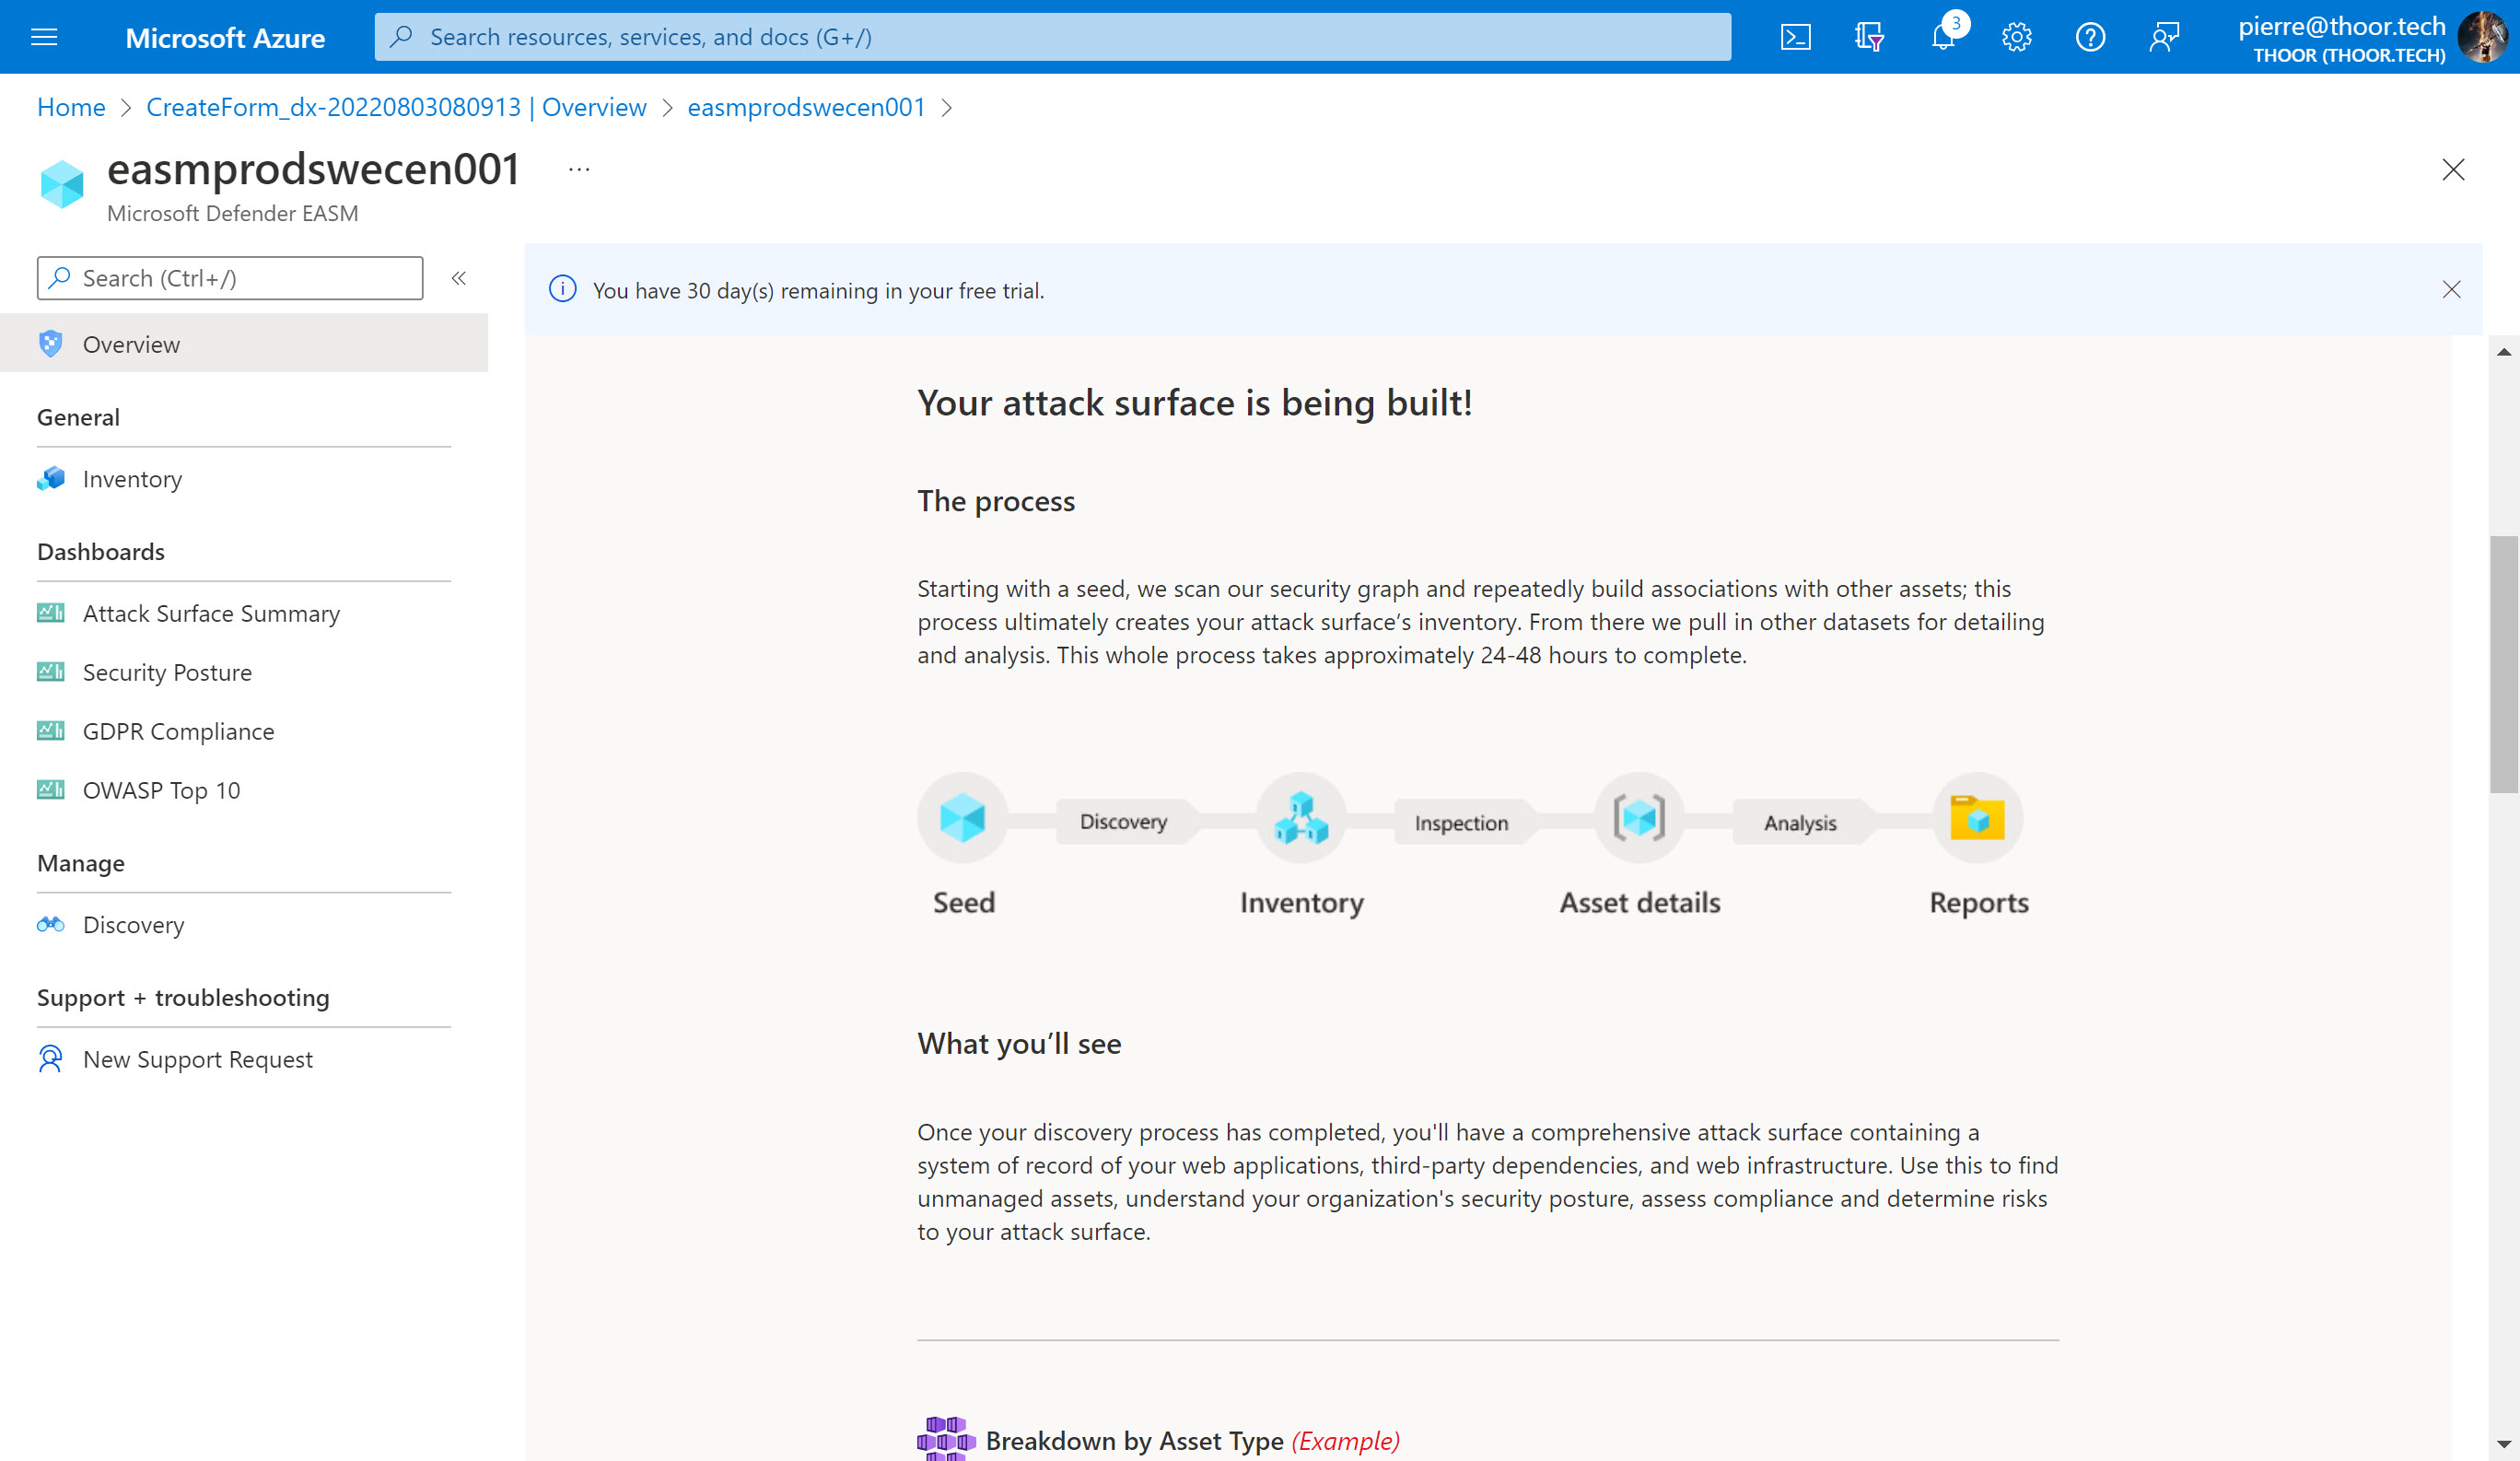 Microsoft Azure
Search resources, services, and docs (G+/)
3
pierre@thoor.tech
THOOR (THOOR.TECH)
Home > CreateForm_dx-20220803080913 | Overview > easmprodswecen001 >
easmprodswecen001 ...
Microsoft Defender EASM
Search (Ctrl+/) «
Overview
General
Inventory
Dashboards
Attack Surface Summary
Security Posture
GDPR Compliance
OWASP Top 10
Manage
Discovery
Support + troubleshooting
New Support Request
You have 30 day(s) remaining in your free trial.
Your attack surface is being built!
The process
Starting with a seed, we scan our security graph and repeatedly build associations with other assets; this
process ultimately creates your attack surface’s inventory. From there we pull in other datasets for detailing
and analysis. This whole process takes approximately 24-48 hours to complete.
Discovery Inspection Analysis
Seed Inventory Asset details Reports
What you’ll see
Once your discovery process has completed, you'll have a comprehensive attack surface containing a
system of record of your web applications, third-party dependencies, and web infrastructure. Use this to find
unmanaged assets, understand your organization's security posture, assess compliance and determine risks
to your attack surface.
Breakdown by Asset Type (Example)